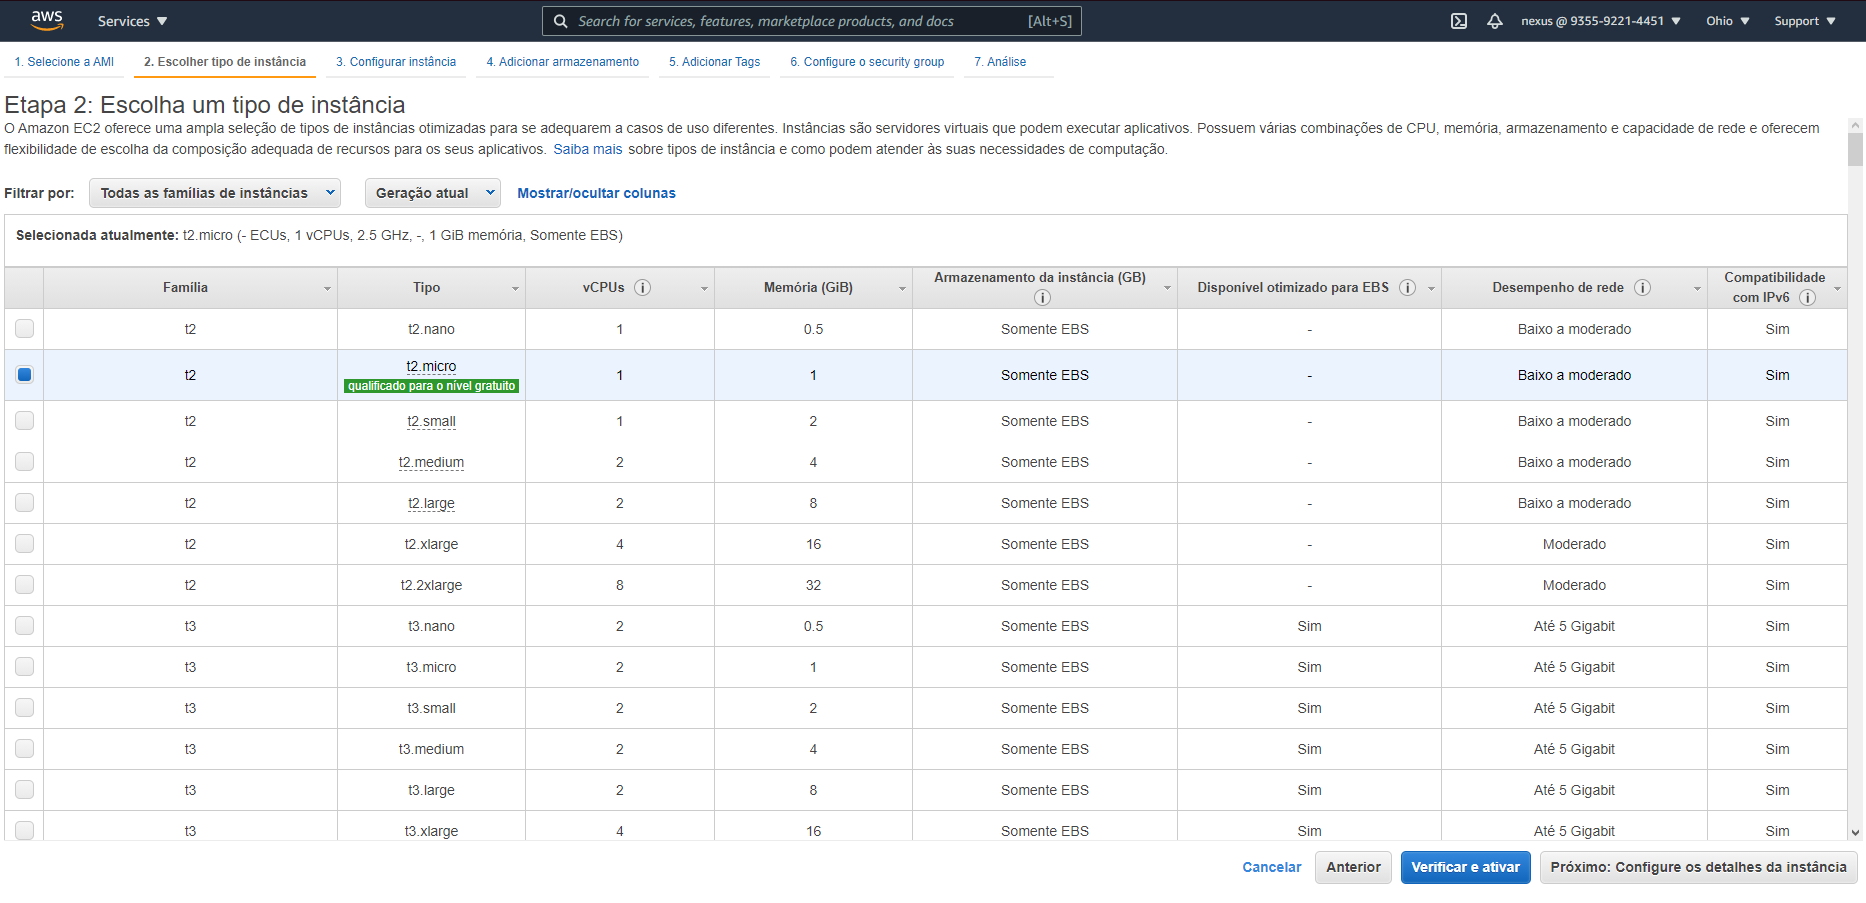 aws Services Search for services, features, marketplace products, and docs [Alt+S] nexus @ 9355-9221-4451 Ohio Support
1. Selecione a AMI 2. Escolher tipo de instância 3. Configurar instância 4. Adicionar armazenamento 5. Adicionar Tags 6. Configure o security group 7. Análise
Etapa 2: Escolha um tipo de instância
O Amazon EC2 oferece uma ampla seleção de tipos de instâncias otimizadas para se adequarem a casos de uso diferentes. Instâncias são servidores virtuais que podem executar aplicativos. Possuem várias combinações de CPU, memória, armazenamento e capacidade de rede e oferecem
flexibilidade de escolha da composição adequada de recursos para os seus aplicativos. Saiba mais sobre tipos de instância e como podem atender às suas necessidades de computação.
Filtrar por: Todas as famílias de instâncias Geração atual Mostrar/ocultar colunas
Selecionada atualmente: t2.micro (- ECUs, 1 vCPUs, 2.5 GHz, -, 1 GiB memória, Somente EBS)
Família Tipo vCPUs Memória (GiB) Armazenamento da instância (GB) Disponível otimizado para EBS Desempenho de rede Compatibilidade com IPv6
t2 t2.nano 1 0.5 Somente EBS - Baixo a moderado Sim
t2 t2.micro qualificado para o nível gratuito 1 1 Somente EBS - Baixo a moderado Sim
t2 t2.small 1 2 Somente EBS - Baixo a moderado Sim
t2 t2.medium 2 4 Somente EBS - Baixo a moderado Sim
t2 t2.large 2 8 Somente EBS - Baixo a moderado Sim
t2 t2.xlarge 4 16 Somente EBS - Moderado Sim
t2 t2.2xlarge 8 32 Somente EBS - Moderado Sim
t3 t3.nano 2 0.5 Somente EBS Sim Até 5 Gigabit Sim
t3 t3.micro 2 1 Somente EBS Sim Até 5 Gigabit Sim
t3 t3.small 2 2 Somente EBS Sim Até 5 Gigabit Sim
t3 t3.medium 2 4 Somente EBS Sim Até 5 Gigabit Sim
t3 t3.large 2 8 Somente EBS Sim Até 5 Gigabit Sim
t3 t3.xlarge 4 16 Somente EBS Sim Até 5 Gigabit Sim
Cancelar Anterior Verificar e ativar Próximo: Configure os detalhes da instância